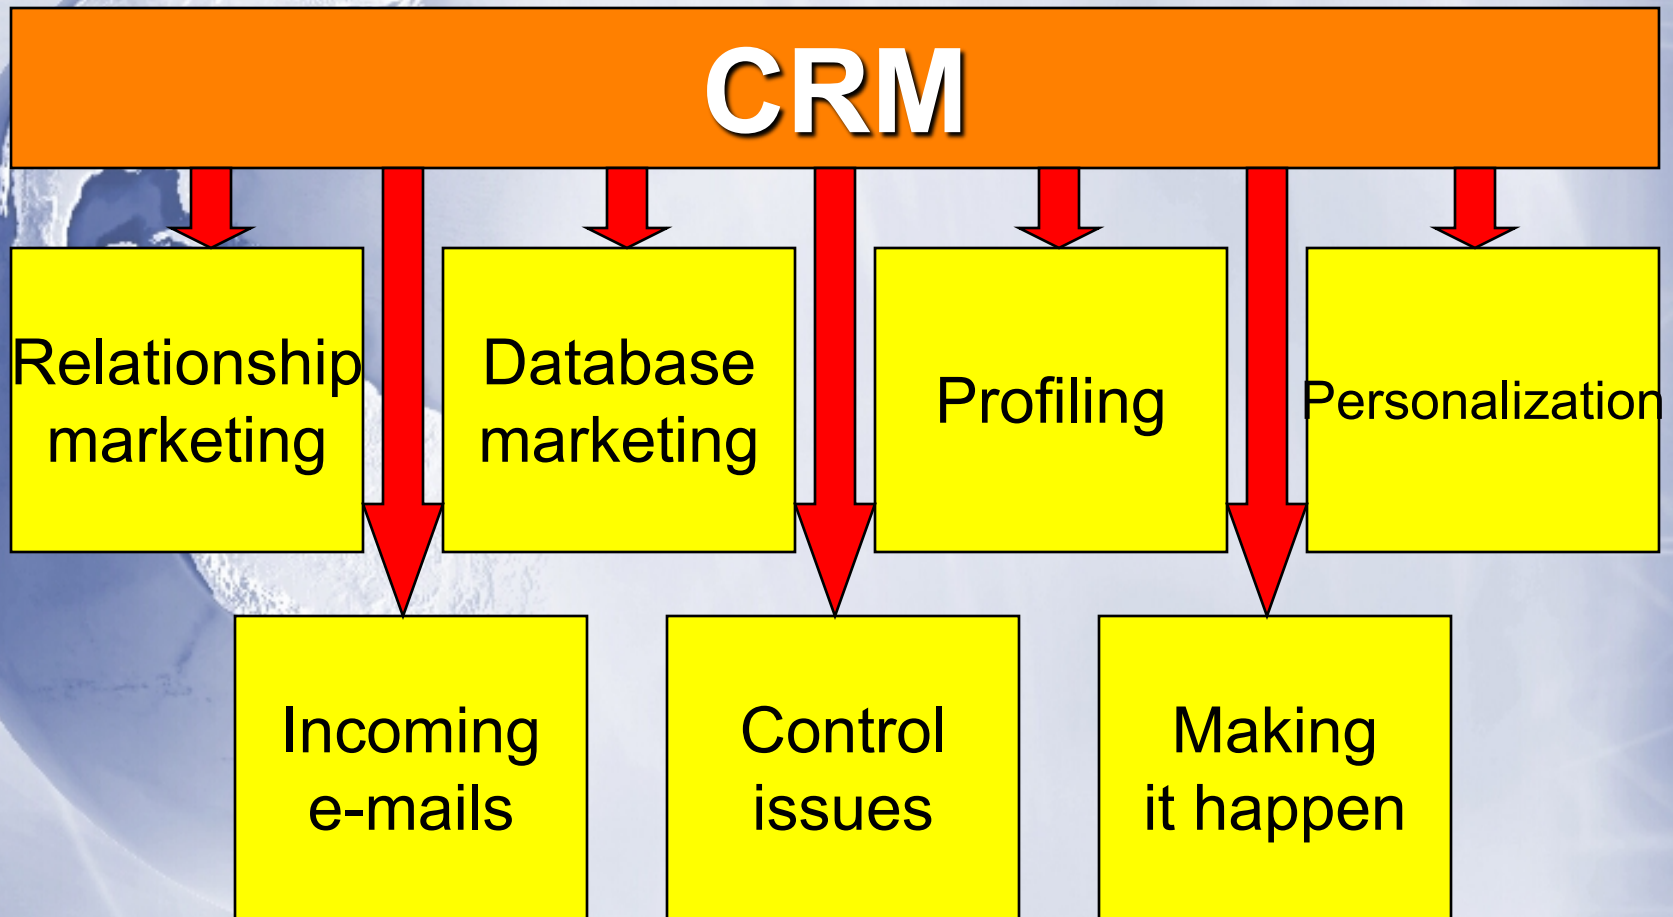 CRM
Relationship
marketing
Database
marketing
Profiling
Personalization
Incoming
e-mails
Control
issues
Making
it happen